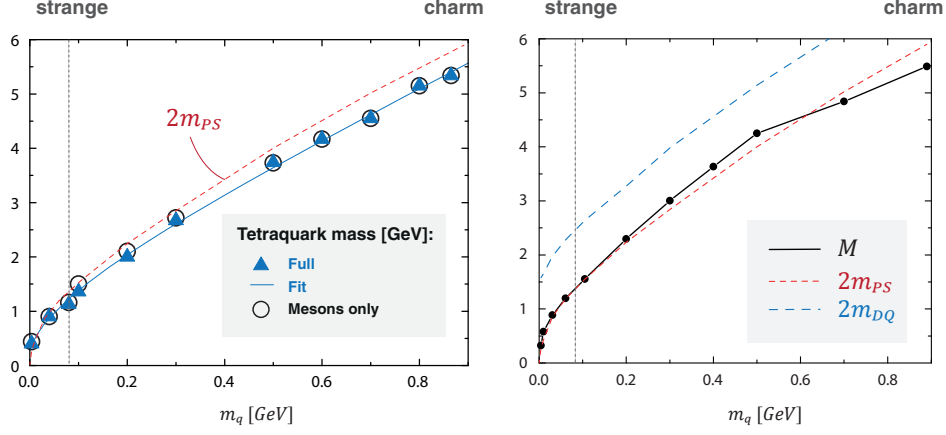 strange
charm
6
5
4
3
2
1
0
2m_PS
Tetraquark mass [GeV]:
Full
Fit
Mesons only
0.0 0.2 0.4 0.6 0.8
m_q [GeV]
strange
charm
6
5
4
3
2
1
0
M
2m_PS
2m_DQ
0.0 0.2 0.4 0.6 0.8
m_q [GeV]